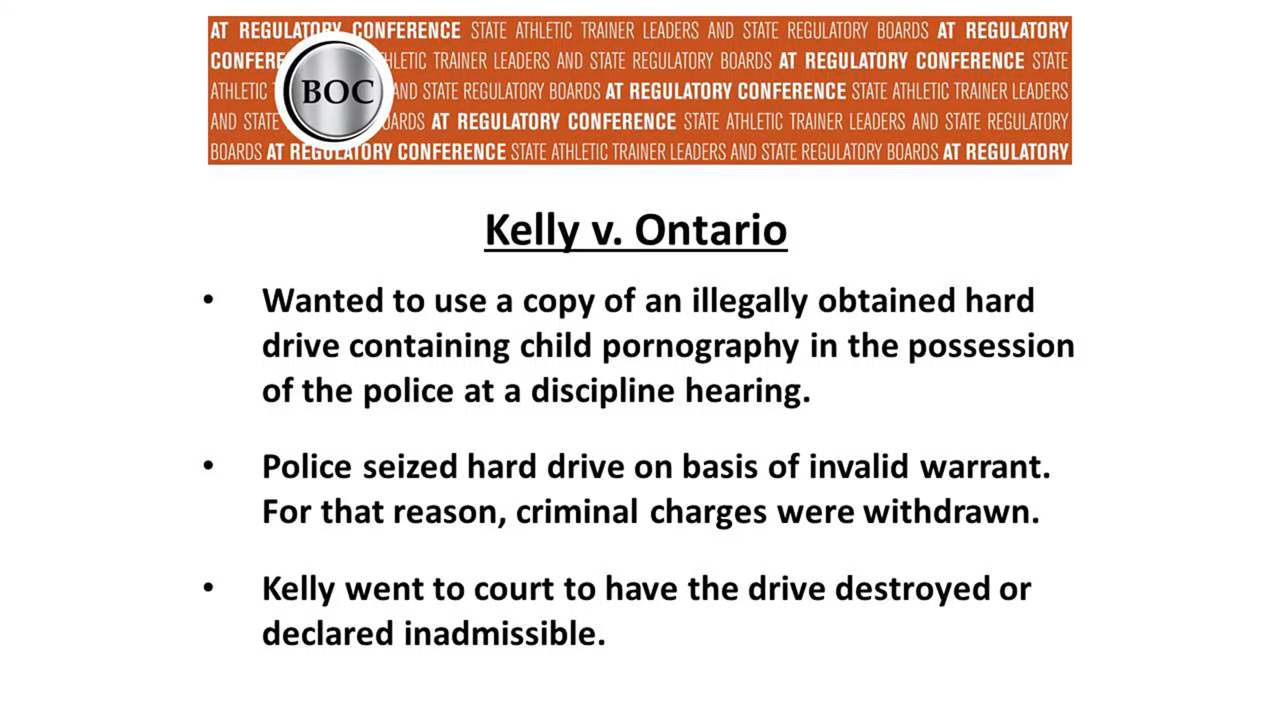 AT REGULATORY CONFERENCE STATE ATHLETIC TRAINER LEADERS AND STATE REGULATORY BOARDS AT REGULATORY
CONFERE HLETIC TRAINER LEADERS AND STATE REGULATORY BOARDS AT REGULATORY CONFERENCE STATE
ATHLETIC T AND STATE REGULATORY BOARDS AT REGULATORY CONFERENCE STATE ATHLETIC TRAINER LEADERS
BOC
AND STATE ARDS AT REGULATORY CONFERENCE STATE ATHLETIC TRAINER LEADERS AND STATE REGULATORY
BOARDS AT REGULATORY CONFERENCE STATE ATHLETIC TRAINER LEADERS AND STATE REGULATORY BOARDS AT REGULATORY
Kelly v. Ontario
• Wanted to use a copy of an illegally obtained hard
drive containing child pornography in the possession
of the police at a discipline hearing.
• Police seized hard drive on basis of invalid warrant.
For that reason, criminal charges were withdrawn.
• Kelly went to court to have the drive destroyed or
declared inadmissible.